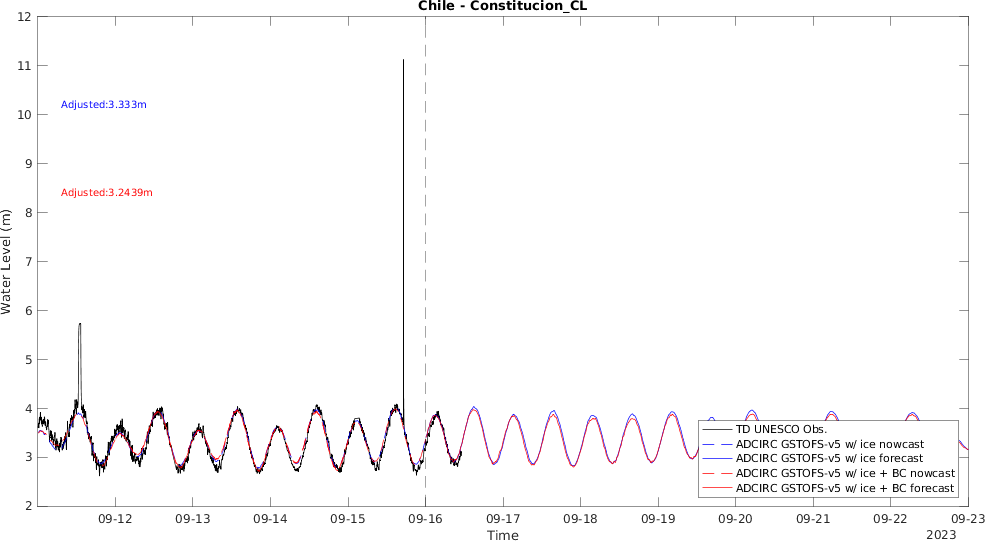 Chile - Constitucion_CL
12
11
10
9
8
7
6
5
4
3
2
Water Level (m)
Adjusted:3.333m
Adjusted:3.2439m
TD UNESCO Obs.
ADCIRC GSTOFS-v5 w/ ice nowcast
ADCIRC GSTOFS-v5 w/ ice forecast
ADCIRC GSTOFS-v5 w/ ice + BC nowcast
ADCIRC GSTOFS-v5 w/ ice + BC forecast
09-12 09-13 09-14 09-15 09-16 09-17 09-18 09-19 09-20 09-21 09-22 09-23
Time
2023